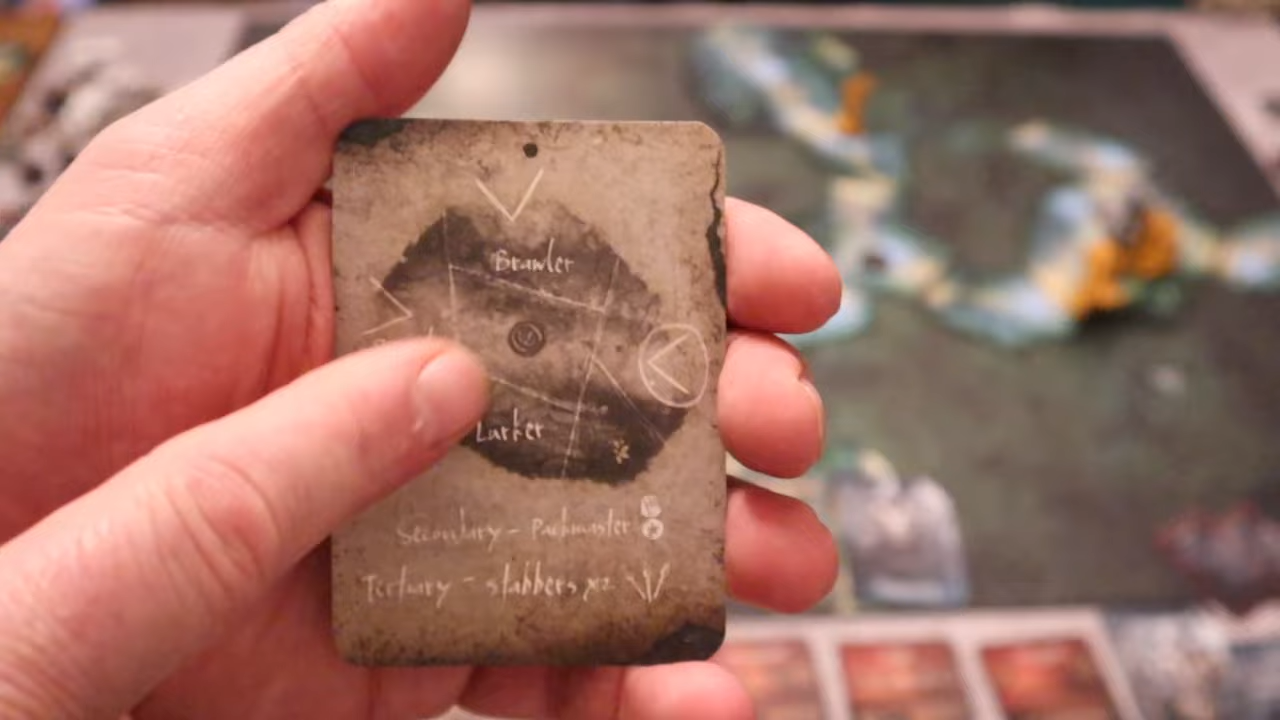 Brawler
Lurker
Secondary - Packmaster
Tertiary - stabbers x2